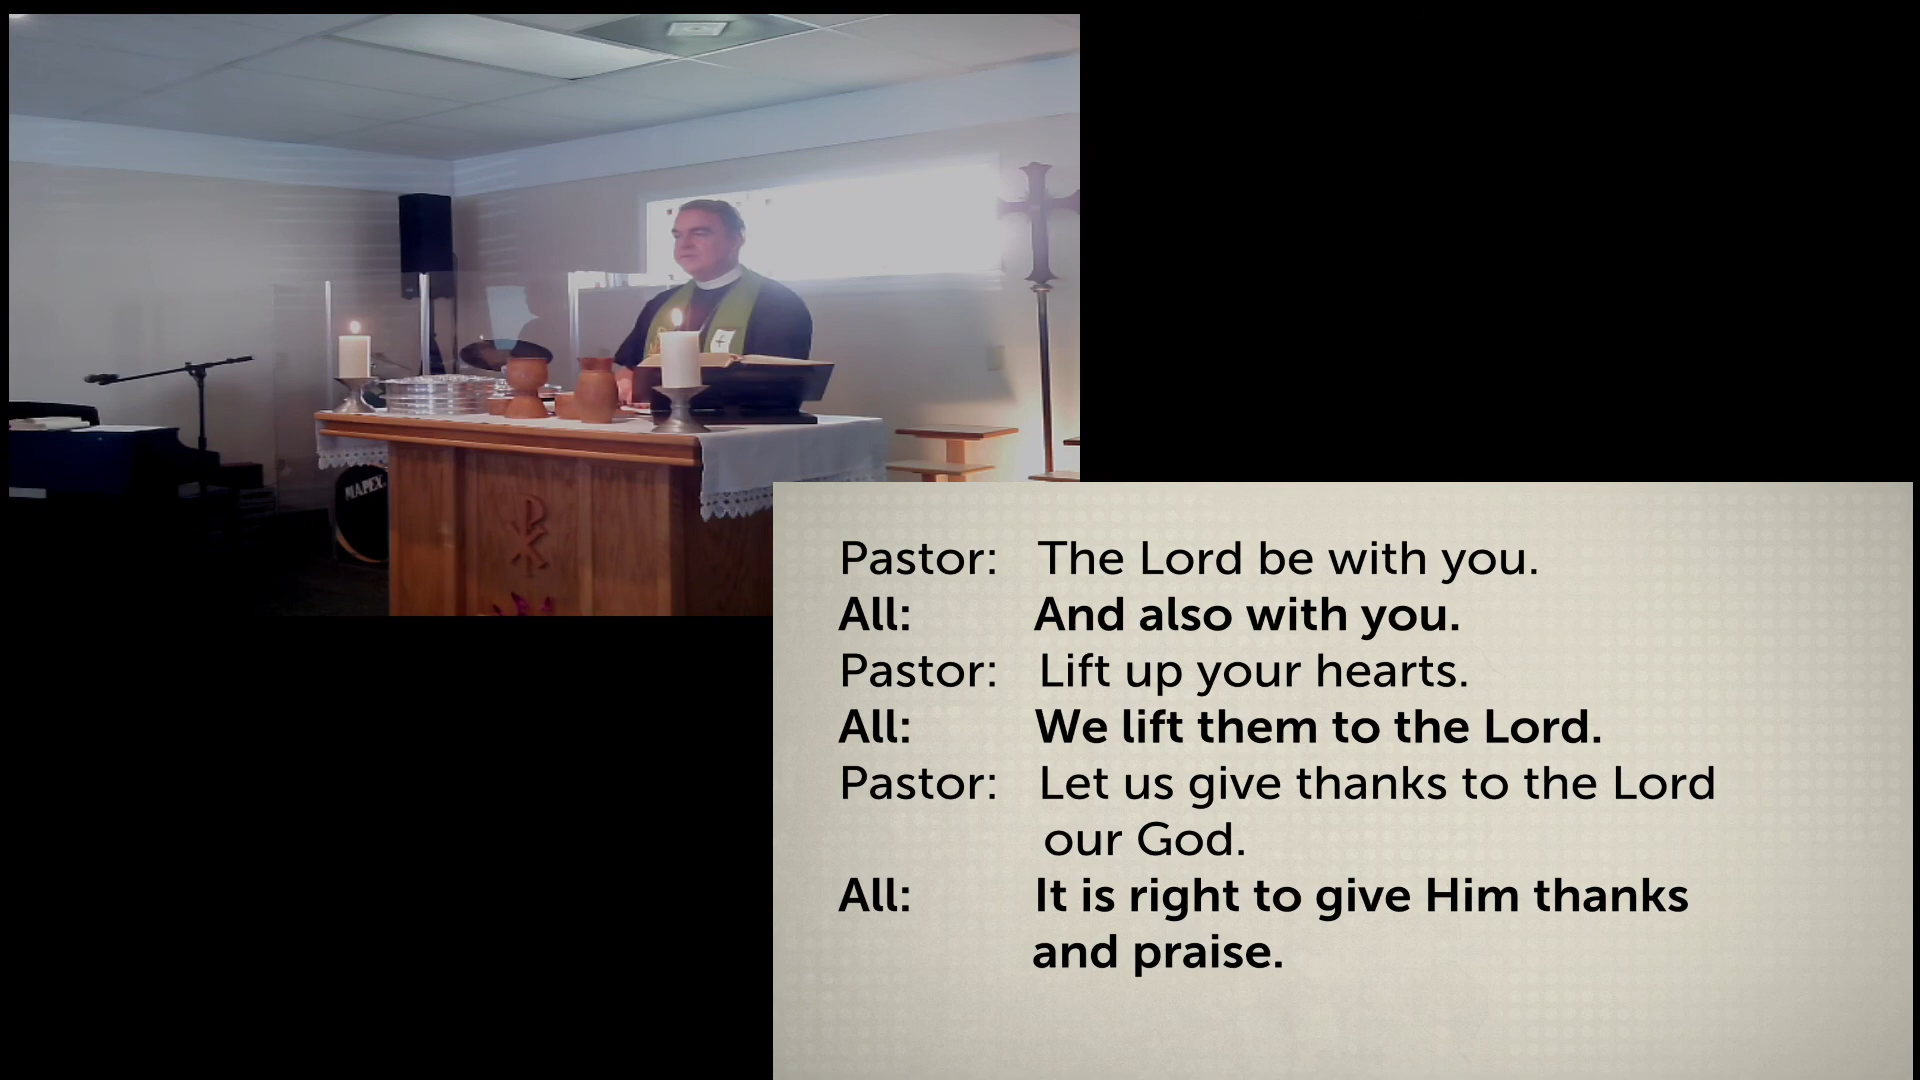 MAPEX.
Pastor: The Lord be with you.
All: And also with you.
Pastor: Lift up your hearts.
All: We lift them to the Lord.
Pastor: Let us give thanks to the Lord
our God.
All: It is right to give Him thanks
and praise.